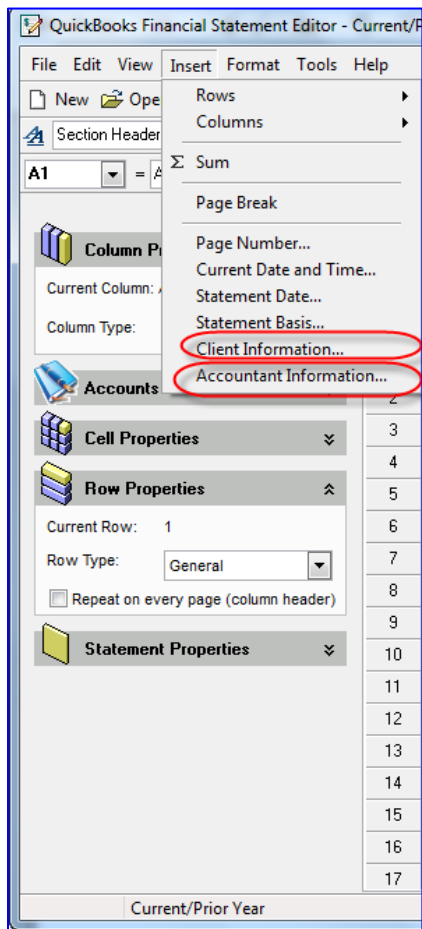 QuickBooks Financial Statement Editor - Current/P
File Edit View Insert Format Tools Help
New Ope
Rows
Columns
Section Header
Σ Sum
A1 =
Page Break
Page Number...
Current Date and Time...
Statement Date...
Statement Basis...
Client Information...
Accountant Information...
Column P
Current Column:
Column Type:
Accounts
2
Cell Properties
3
4
Row Properties
5
Current Row: 1
6
Row Type: General
7
Repeat on every page (column header)
8
9
Statement Properties
10
11
12
13
14
15
16
17
Current/Prior Year